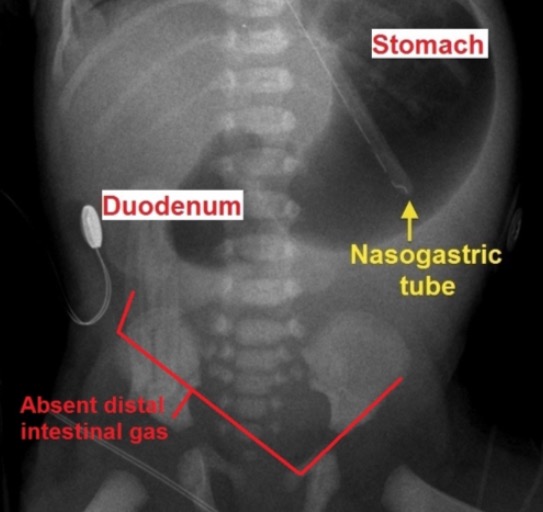 Stomach
Duodenum
Nasogastric
tube
Absent distal
intestinal gas